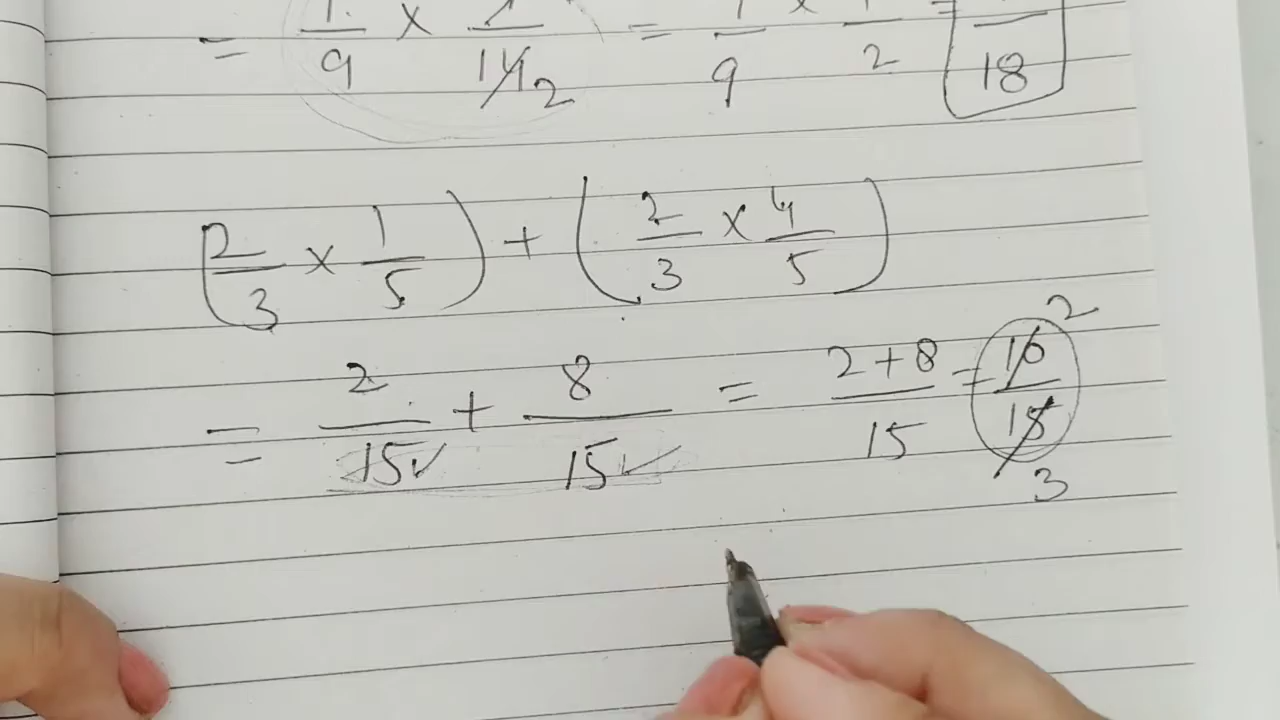 = 1/9 × 1/14 2 = 1/9 × 1/2 = 18
(2/3 × 1/5) + (2/3 × 4/5)
= 2/15✓ + 8/15✓ = 2+8/15 = 10/15 2 3